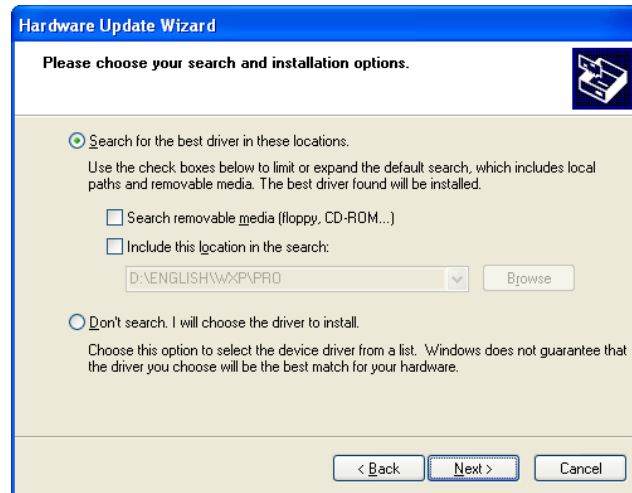 Hardware Update Wizard
Please choose your search and installation options.
Search for the best driver in these locations.
Use the check boxes below to limit or expand the default search, which includes local
paths and removable media. The best driver found will be installed.
Search removable media (floppy, CD-ROM...)
Include this location in the search:
D:\ENGLISH\WXP\PRO
Browse
Don't search. I will choose the driver to install.
Choose this option to select the device driver from a list.  Windows does not guarantee that
the driver you choose will be the best match for your hardware.
< Back
Next >
Cancel